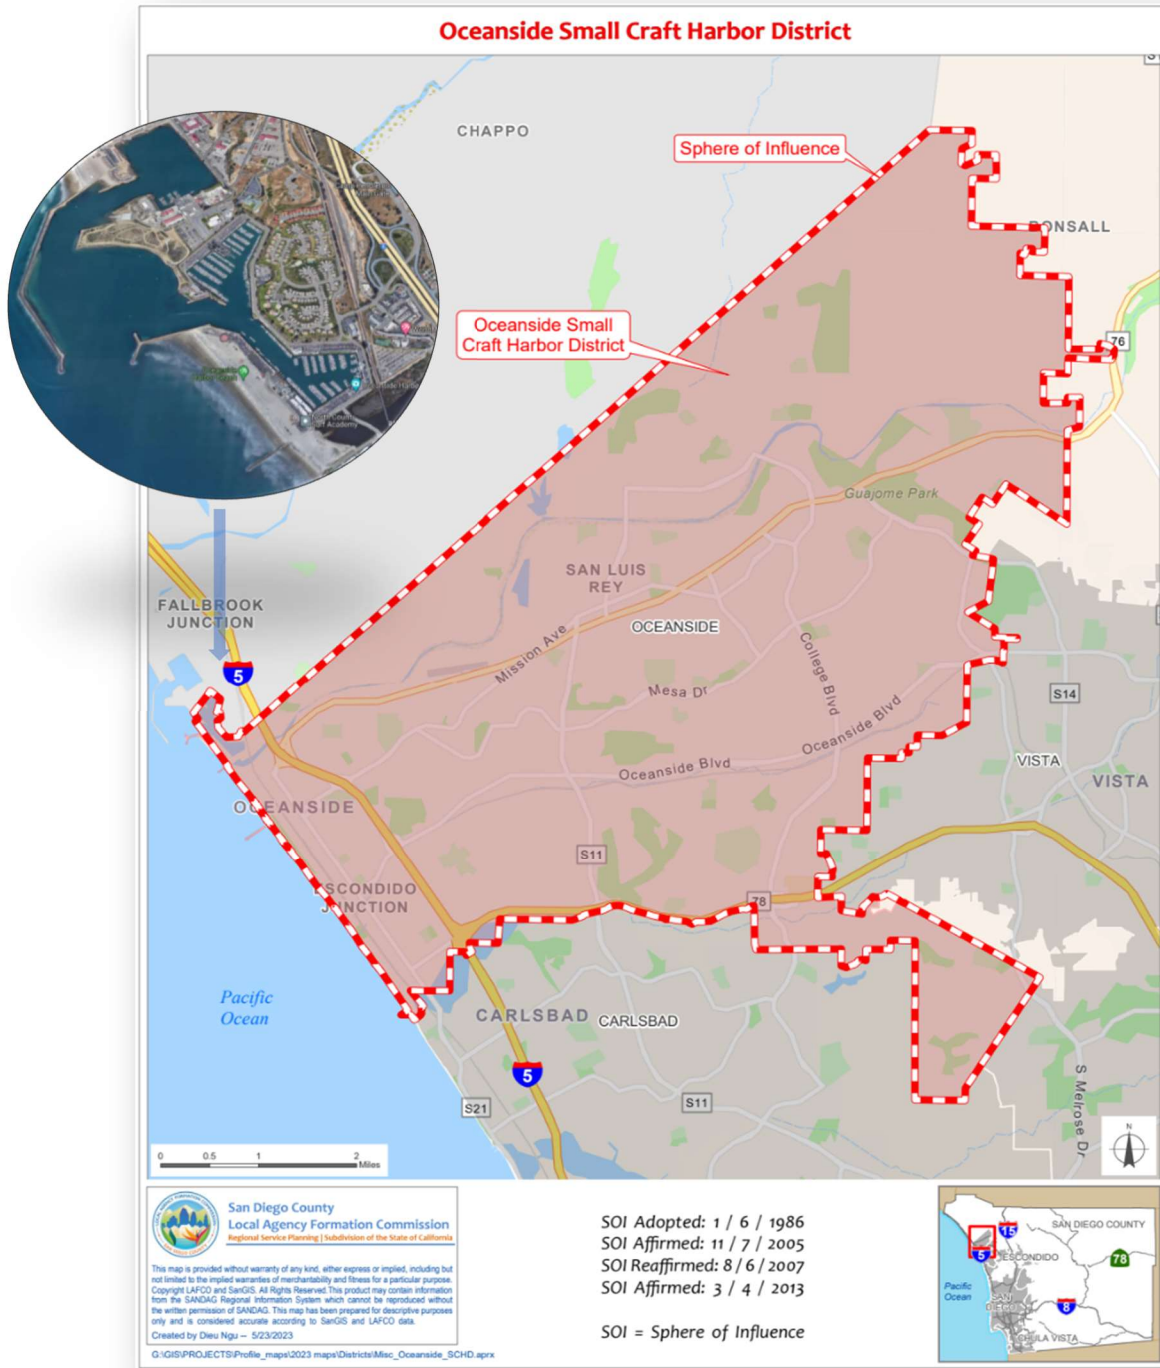 Oceanside Small Craft Harbor District
S1
CHAPPO
Sphere of Influence
BONSALL
Oceanside Small
Craft Harbor District
76
Guajome Park
SAN LUIS
REY
FALLBROOK
JUNCTION
OCEANSIDE
Mission Ave
College Blvd
5
Mesa Dr
S14
Oceanside Blvd
Oceanside Blvd
VISTA
VISTA
OCEANSIDE
S11
ESCONDIDO
JUNCTION
78
Pacific
Ocean
CARLSBAD
CARLSBAD
5
S21
S11
S Melrose Dr
N
0 0.5 1 2
Miles
San Diego County
Local Agency Formation Commission
Regional Service Planning | Subdivision of the State of California
This map is provided without warranty of any kind, either express or implied, including but
not limited to the implied warranties of merchantability and fitness for a particular purpose.
Copyright LAFCO and SanGIS. All Rights Reserved. This product may contain information
from the SANDAG Regional Information System which cannot be reproduced without
the written permission of SANDAG. This map has been prepared for descriptive purposes
only and is considered accurate according to SanGIS and LAFCO data.
Created by Dieu Ngu -- 5/23/2023
G:\GIS\PROJECTS\Profile_maps\2023 maps\Districts\Misc_Oceanside_SCHD.aprx
SOI Adopted: 1 / 6 / 1986
SOI Affirmed: 11 / 7 / 2005
SOI Reaffirmed: 8 / 6 / 2007
SOI Affirmed: 3 / 4 / 2013
SOI = Sphere of Influence
SAN DIEGO COUNTY
15
5
ESCONDIDO
78
Pacific
Ocean
SAN
DIEGO
8
CHULA VISTA